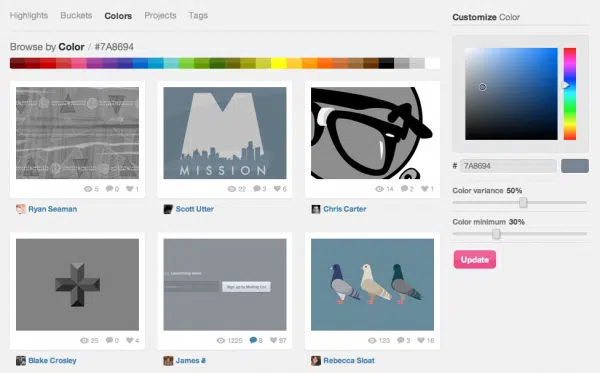 Highlights Buckets Colors Projects Tags
Browse by Color / #7A8694
MISSION
5 0 1
22 3 6
14 2 1
Ryan Seaman
Scott Utter
Chris Carter
Sign up to Mailing List
25 0 4
1225 9 97
123 3 16
Blake Crosley
James
Rebecca Sloat
Customize Color
# 7A8694
Color variance 50%
Color minimum 30%
Update